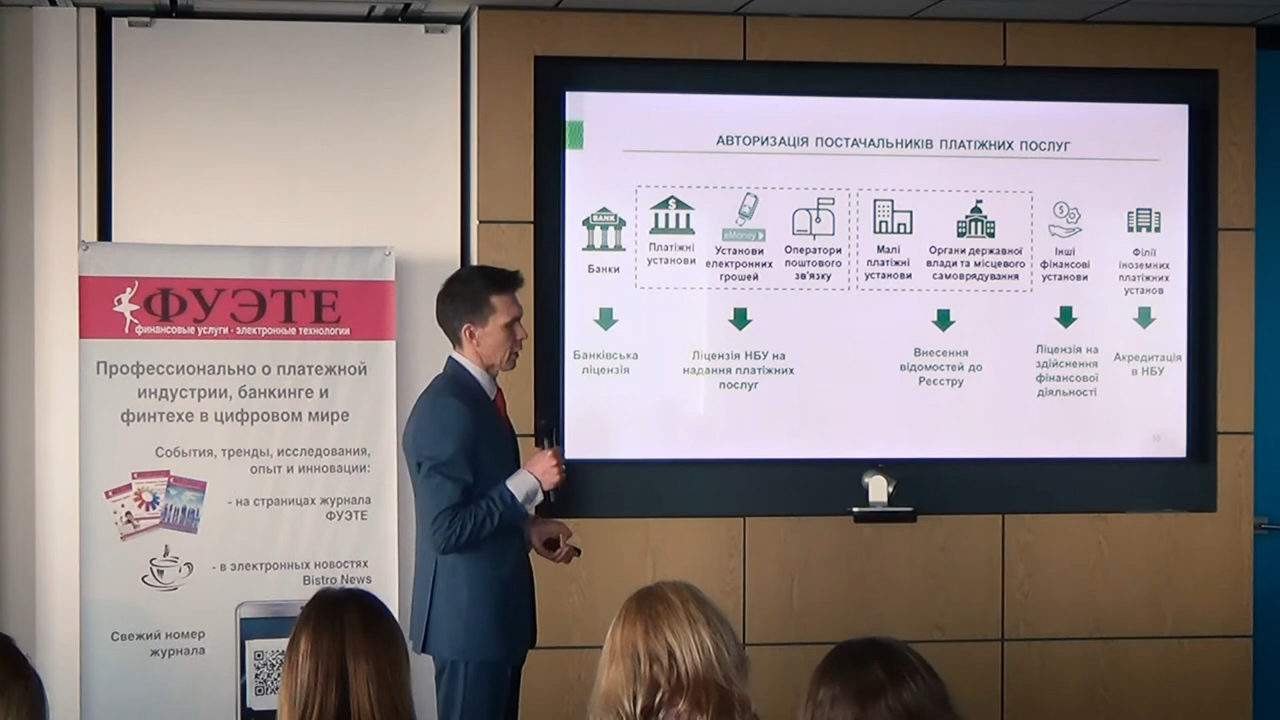 ФУЭТЕ
финансовые услуги - электронные технологии
Профессионально о платежной
индустрии, банкинге и
финтехе в цифровом мире
События, тренды, исследования,
опыт и инновации:
- на страницах журнала
ФУЭТЕ
- в электронных новостях
Bistro News
Свежий номер
журнала
АВТОРИЗАЦІЯ ПОСТАЧАЛЬНИКІВ ПЛАТІЖНИХ ПОСЛУГ
BANK
Банки
Банківська
ліцензія
$
Платіжні
установи
eMoney
Установи
електронних
грошей
Оператори
поштового
зв'язку
Ліцензія НБУ на
надання платіжних
послуг
Малі
платіжні
установи
Органи державної
влади та місцевого
самоврядування
Внесення
відомостей до
Реєстру
$
Інші
фінансові
установи
Ліцензія на
здійснення
фінансової
діяльності
Філії
іноземних
платіжних
установ
Акредитація
в НБУ